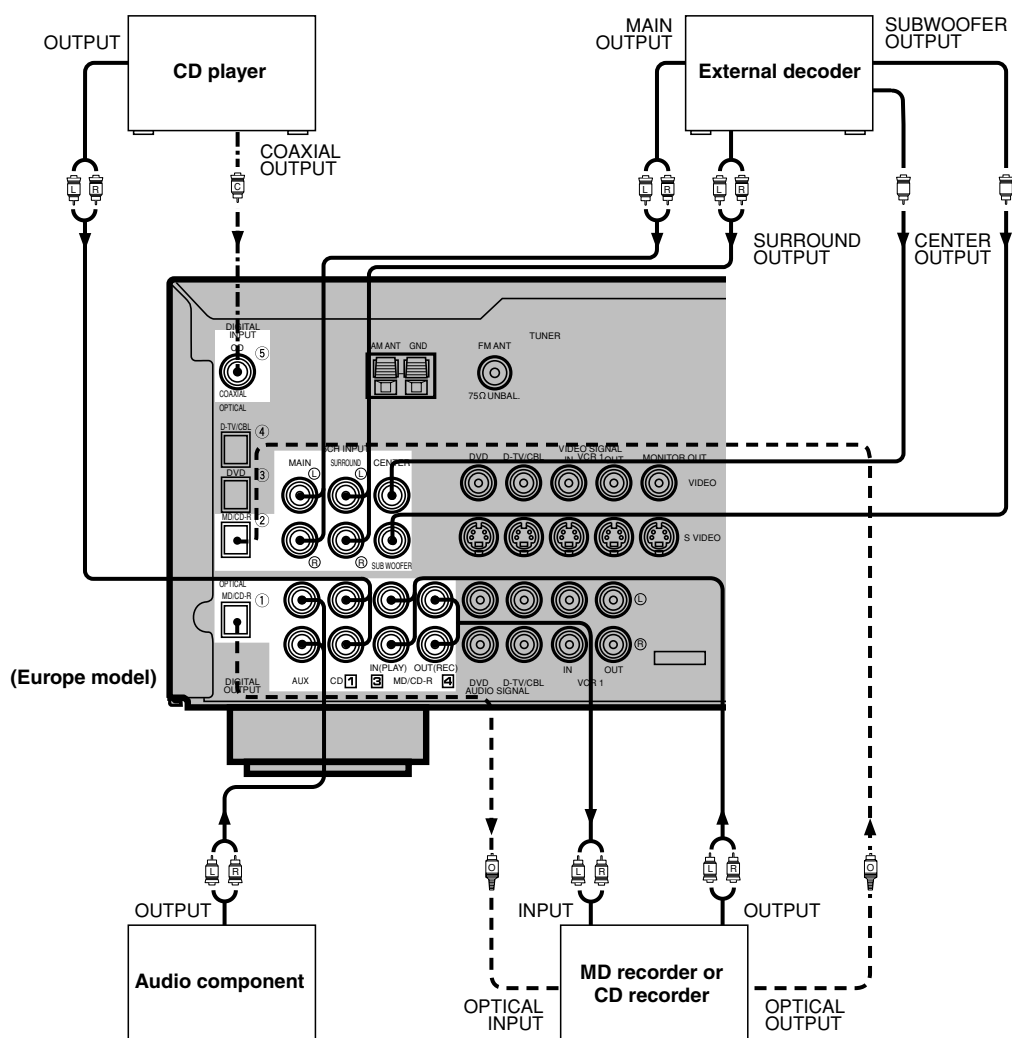 OUTPUT
CD player
COAXIAL
OUTPUT
L R
C
MAIN
OUTPUT
External decoder
SUBWOOFER
OUTPUT
L R
L R
SURROUND
OUTPUT
CENTER
OUTPUT
DIGITAL
INPUT
CD
⑤
COAXIAL
OPTICAL
D-TV/CBL
④
DVD
③
MD/CD-R
②
AM ANT GND
FM ANT
75Ω UNBAL.
TUNER
6CH INPUT
MAIN
SURROUND
CENTER
Ⓛ
Ⓛ
Ⓡ
Ⓡ
SUB WOOFER
VIDEO SIGNAL
DVD
D-TV/CBL
IN VCR 1 OUT
MONITOR OUT
VIDEO
S VIDEO
OPTICAL
MD/CD-R
①
DIGITAL
OUTPUT
Ⓛ
Ⓡ
IN(PLAY) OUT(REC)
AUX CD 1 3 MD/CD-R 4
DVD D-TV/CBL
IN OUT
VCR 1
AUDIO SIGNAL
(Europe model)
L R
OUTPUT
Audio component
O
OPTICAL
INPUT
L R
INPUT
MD recorder or
CD recorder
L R
OUTPUT
O
OPTICAL
OUTPUT